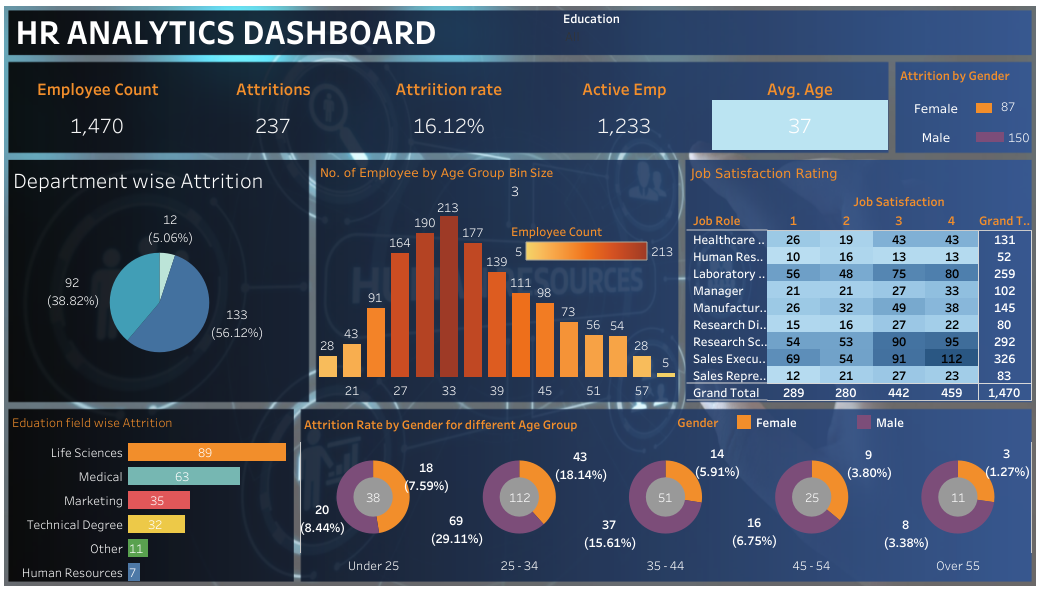 HR ANALYTICS DASHBOARD
Education
Employee Count
Attritions
Attriition rate
Active Emp
Avg. Age
1,470
237
16.12%
1,233
37
Attrition by Gender
Female 87
Male 150
Department wise Attrition
12
(5.06%)
92
(38.82%)
133
(56.12%)
No. of Employee by Age Group Bin Size
3
Employee Count
5 213
28 43 91 164 190 213 177 139 111 98 73 56 54 28 5
21 27 33 39 45 51 57
Job Satisfaction Rating
Job Satisfaction
Job Role 1 2 3 4 Grand T..
Healthcare .. 26 19 43 43 131
Human Res.. 10 16 13 13 52
Laboratory .. 56 48 75 80 259
Manager 21 21 27 33 102
Manufactur.. 26 32 49 38 145
Research Di.. 15 16 27 22 80
Research Sc.. 54 53 90 95 292
Sales Execu.. 69 54 91 112 326
Sales Repre.. 12 21 27 23 83
Grand Total 289 280 442 459 1,470
Eduation field wise Attrition
Life Sciences 89
Medical 63
Marketing 35
Technical Degree 32
Other 11
Human Resources 7
Attrition Rate by Gender for different Age Group
Gender Female Male
38
18
(7.59%)
20
(8.44%)
Under 25
112
43
(18.14%)
69
(29.11%)
25 - 34
51
14
(5.91%)
37
(15.61%)
35 - 44
25
9
(3.80%)
16
(6.75%)
45 - 54
11
3
(1.27%)
8
(3.38%)
Over 55